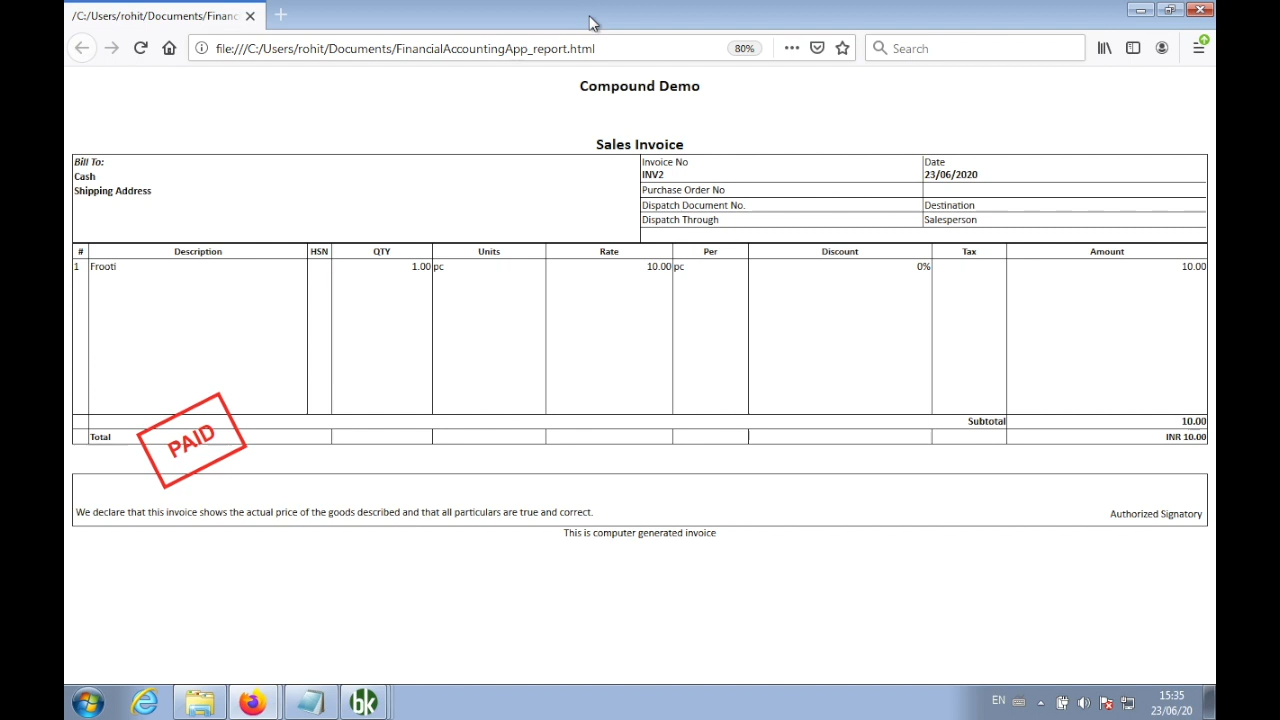 /C:/Users/rohit/Documents/Financ
file:///C:/Users/rohit/Documents/FinancialAccountingApp_report.html
80%
Search
Compound Demo
Sales Invoice
Bill To:
Cash
Shipping Address
Invoice No
INV2
Date
23/06/2020
Purchase Order No
Dispatch Document No.
Destination
Dispatch Through
Salesperson
# Description HSN QTY Units Rate Per Discount Tax Amount
1 Frooti 1.00 pc 10.00 pc 0% 10.00
Subtotal 10.00
Total INR 10.00
PAID
We declare that this invoice shows the actual price of the goods described and that all particulars are true and correct.
Authorized Signatory
This is computer generated invoice
bk
EN
15:35
23/06/20